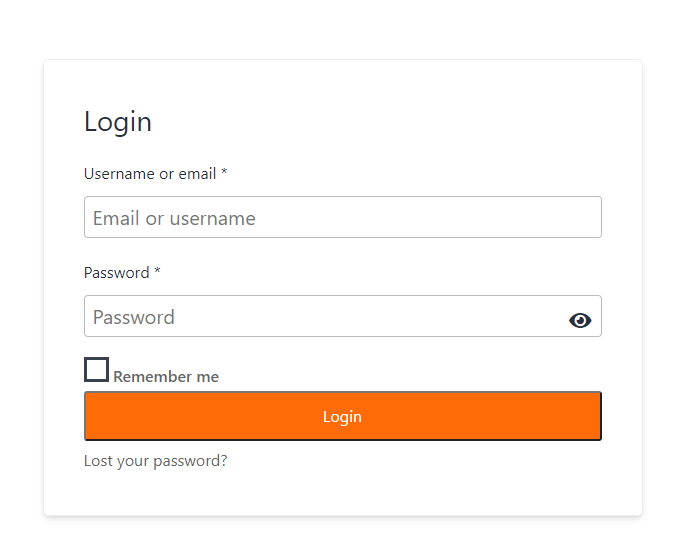 Login
Username or email *
Email or username
Password *
Password
Remember me
Login
Lost your password?